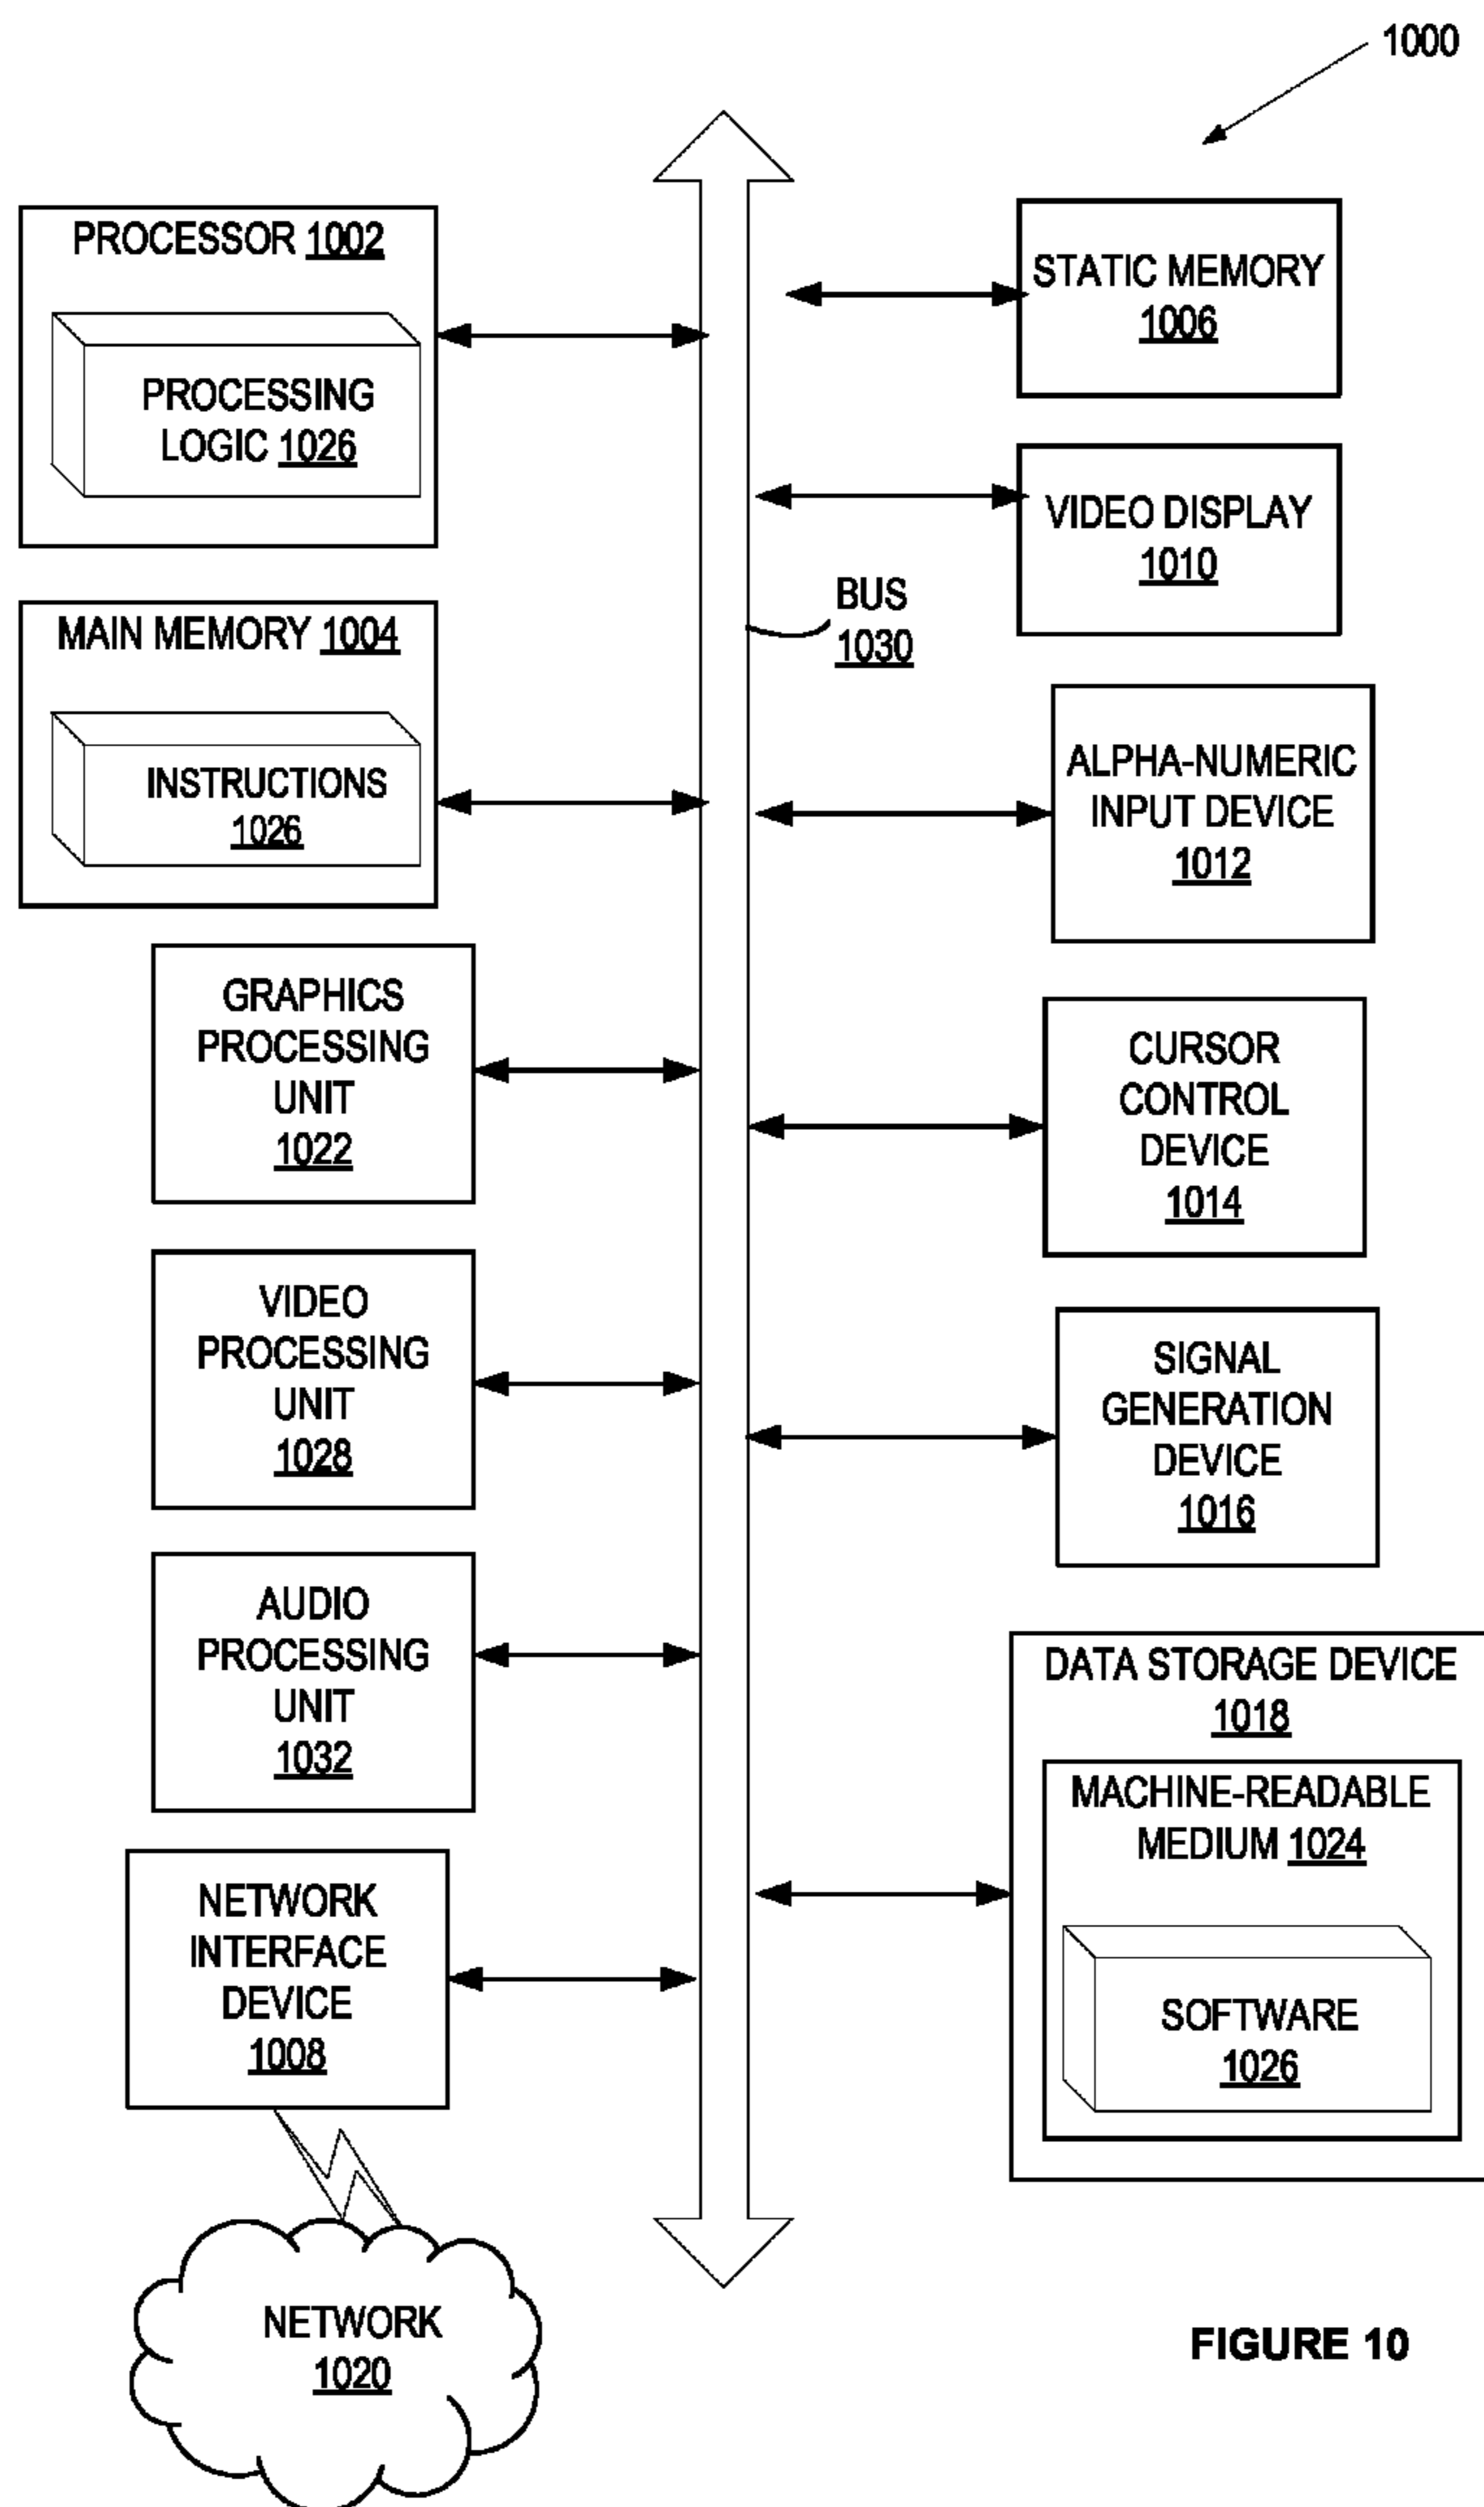 1000
PROCESSOR 1002
PROCESSING
LOGIC 1026
MAIN MEMORY 1004
INSTRUCTIONS
1026
GRAPHICS
PROCESSING
UNIT
1022
VIDEO
PROCESSING
UNIT
1028
AUDIO
PROCESSING
UNIT
1032
NETWORK
INTERFACE
DEVICE
1008
NETWORK
1020
BUS
1030
STATIC MEMORY
1006
VIDEO DISPLAY
1010
ALPHA-NUMERIC
INPUT DEVICE
1012
CURSOR
CONTROL
DEVICE
1014
SIGNAL
GENERATION
DEVICE
1016
DATA STORAGE DEVICE
1018
MACHINE-READABLE
MEDIUM 1024
SOFTWARE
1026
FIGURE 10